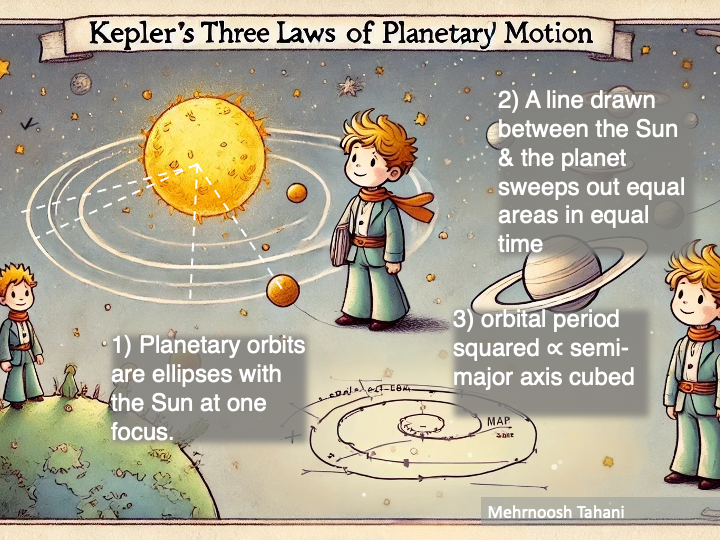 Kepler's Three Laws of Planetary Motion
2) A line drawn
between the Sun
& the planet
sweeps out equal
areas in equal
time
3) orbital period
squared ∝ semi-
major axis cubed
1) Planetary orbits
are ellipses with
the Sun at one
focus.
MAP
Mehrnoosh Tahani